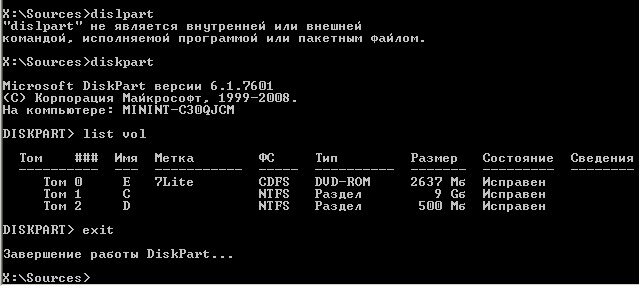 X:\Sources>dislpart
"dislpart" не является внутренней или внешней
командой, исполняемой программой или пакетным файлом.
X:\Sources>diskpart
Microsoft DiskPart версии 6.1.7601
(C) Корпорация Майкрософт, 1999-2008.
На компьютере: MININT-C30QJCM
DISKPART> list vol
Том ### Имя Метка ФС Тип Размер Состояние Сведения
---------- --- ----------- ----- ---------- ------- --------- --------
Том 0 E 7Lite CDFS DVD-ROM 2637 Мб Исправен
Том 1 C NTFS Раздел 9 Gб Исправен
Том 2 D NTFS Раздел 500 Мб Исправен
DISKPART> exit
Завершение работы DiskPart...
X:\Sources>